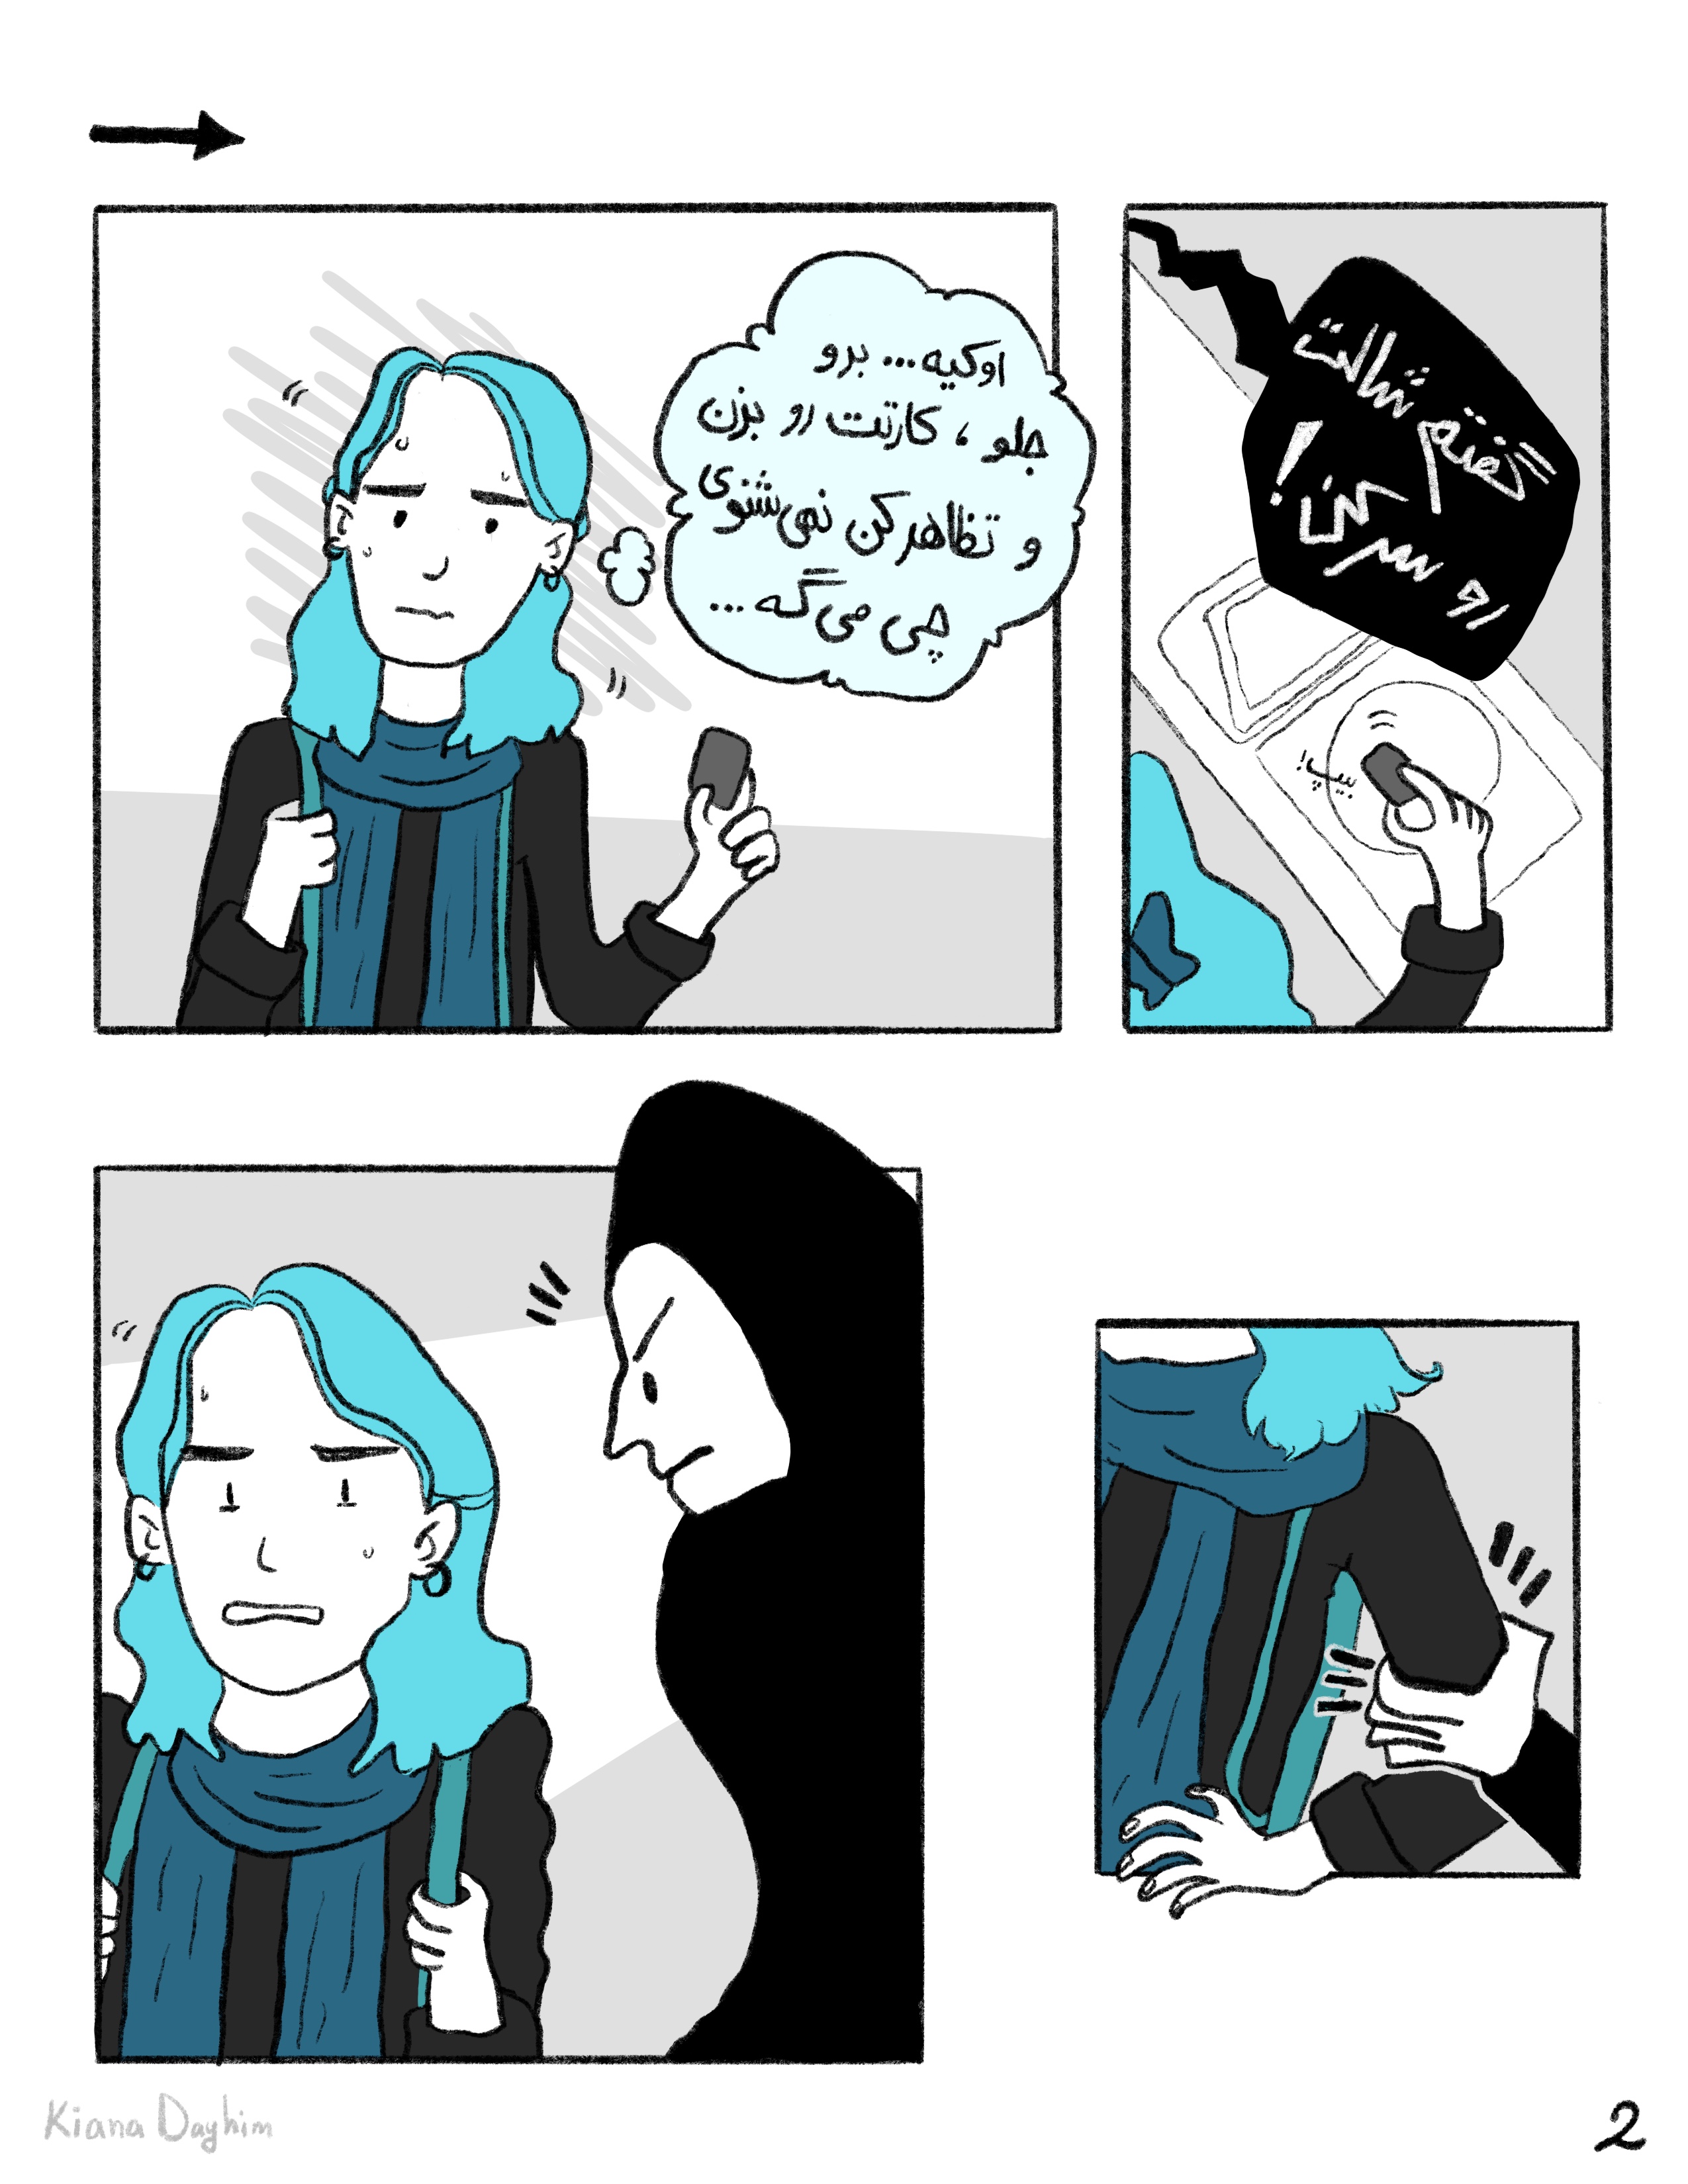 اوکیه... برو
جلو، کارتت رو بزن
و تظاهر کن نمی‌شنوی
چی می‌گه...
گفتم شالت
رو سرکن!
بیپ!
Kiana Dayhim
2